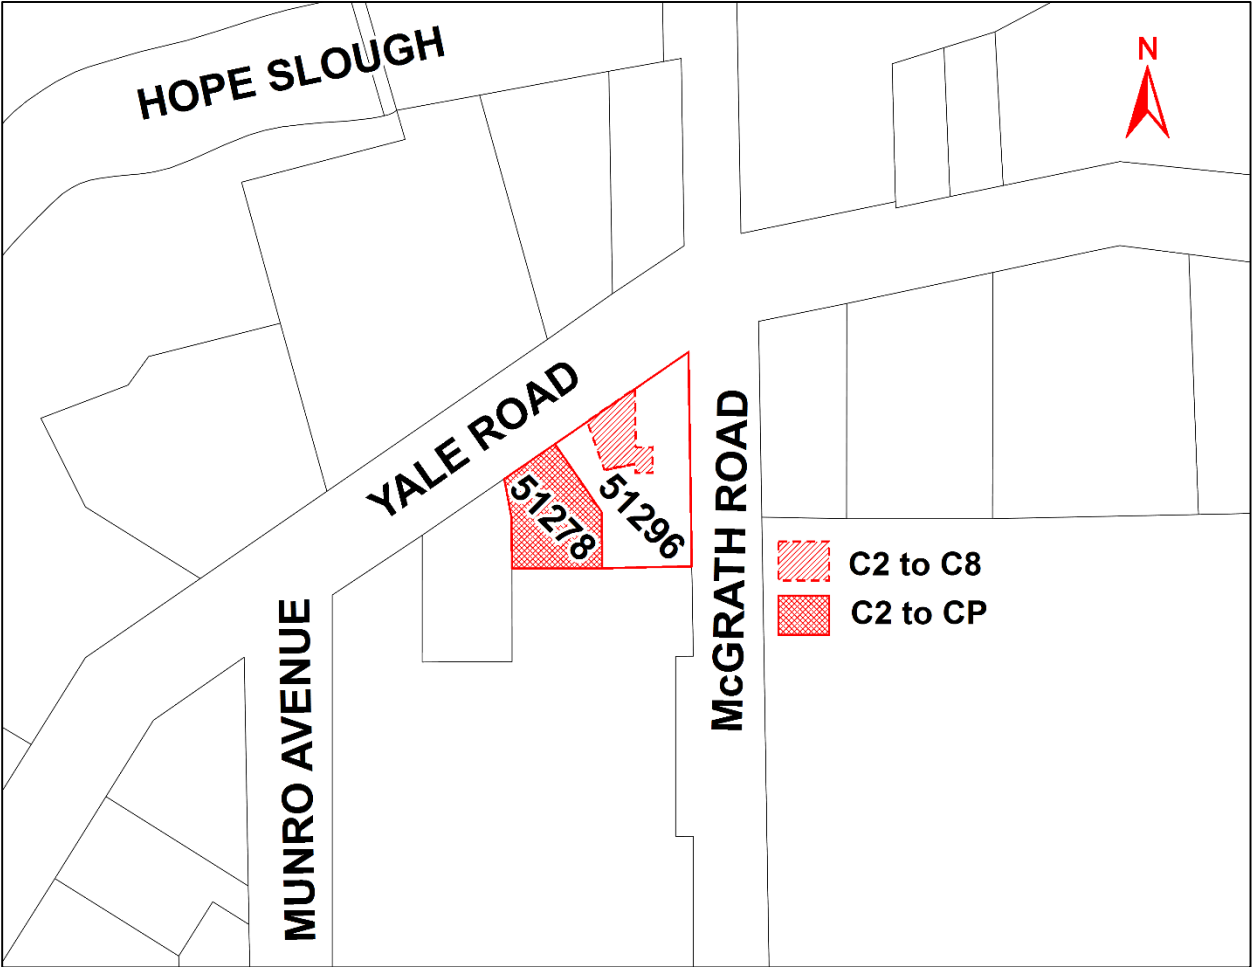 HOPE SLOUGH
N
YALE ROAD
51278
51296
McGRATH ROAD
C2 to C8
C2 to CP
MUNRO AVENUE